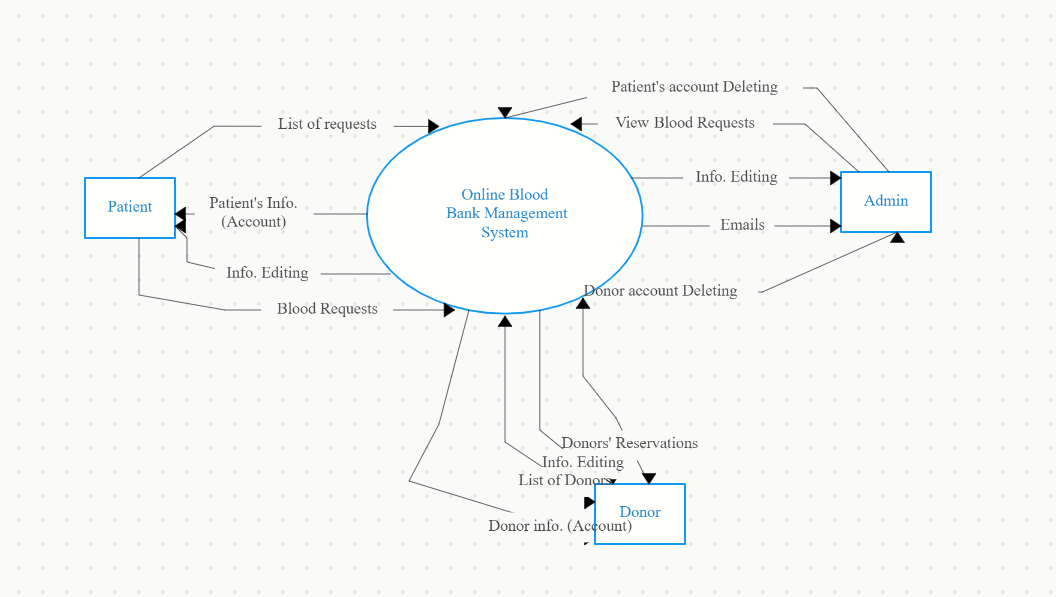 Patient's account Deleting
List of requests
View Blood Requests
Info. Editing
Online Blood
Bank Management
System
Patient
Patient's Info.
(Account)
Admin
Emails
Info. Editing
Donor account Deleting
Blood Requests
Donors' Reservations
Info. Editing
List of Donors
Donor
Donor info. (Account)